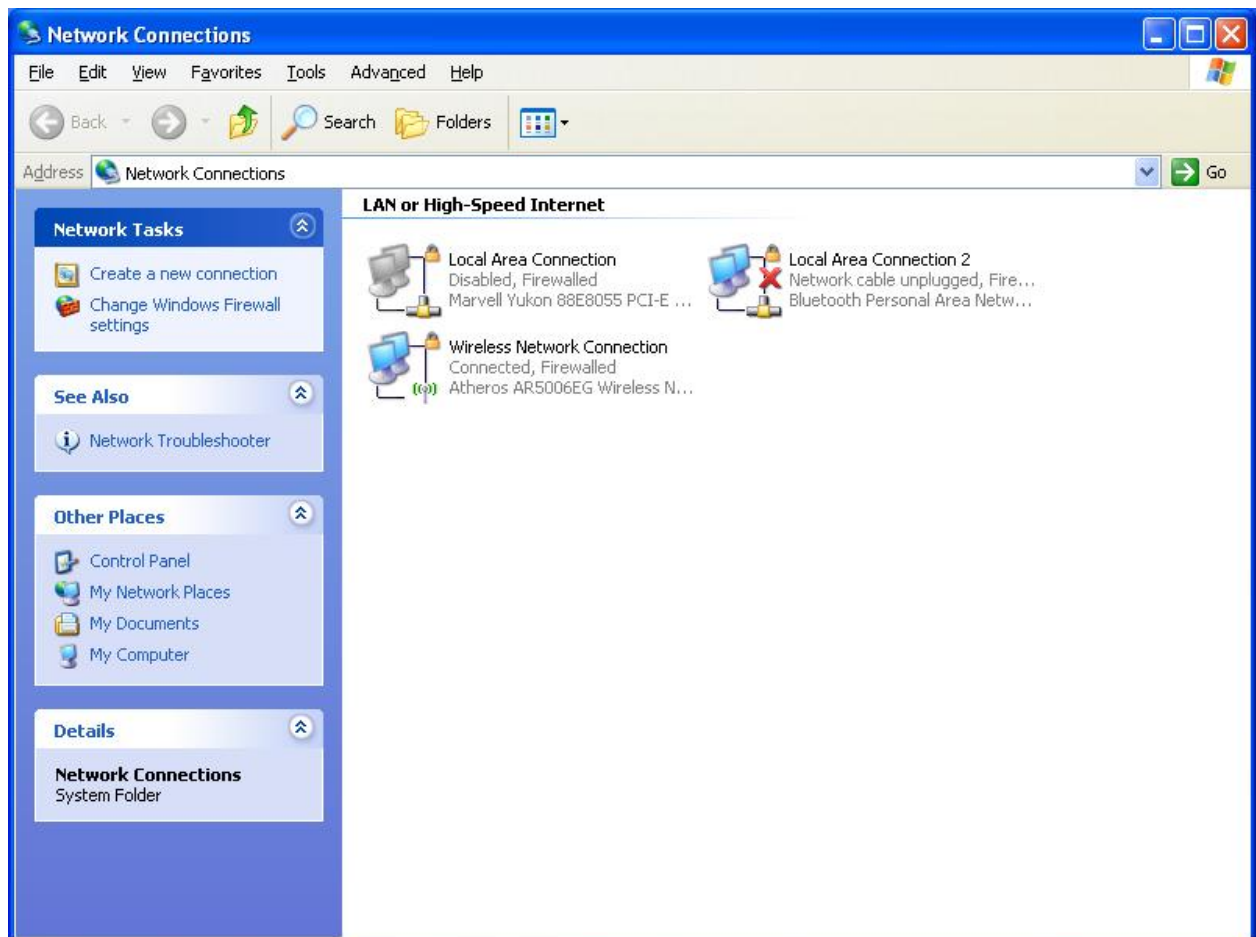 Network Connections
File Edit View Favorites Tools Advanced Help
Back Search Folders
Address Network Connections Go
Network Tasks
Create a new connection
Change Windows Firewall
settings
See Also
Network Troubleshooter
Other Places
Control Panel
My Network Places
My Documents
My Computer
Details
Network Connections
System Folder
LAN or High-Speed Internet
Local Area Connection
Disabled, Firewalled
Marvell Yukon 88E8055 PCI-E ...
Local Area Connection 2
Network cable unplugged, Fire...
Bluetooth Personal Area Netw...
Wireless Network Connection
Connected, Firewalled
Atheros AR5006EG Wireless N...